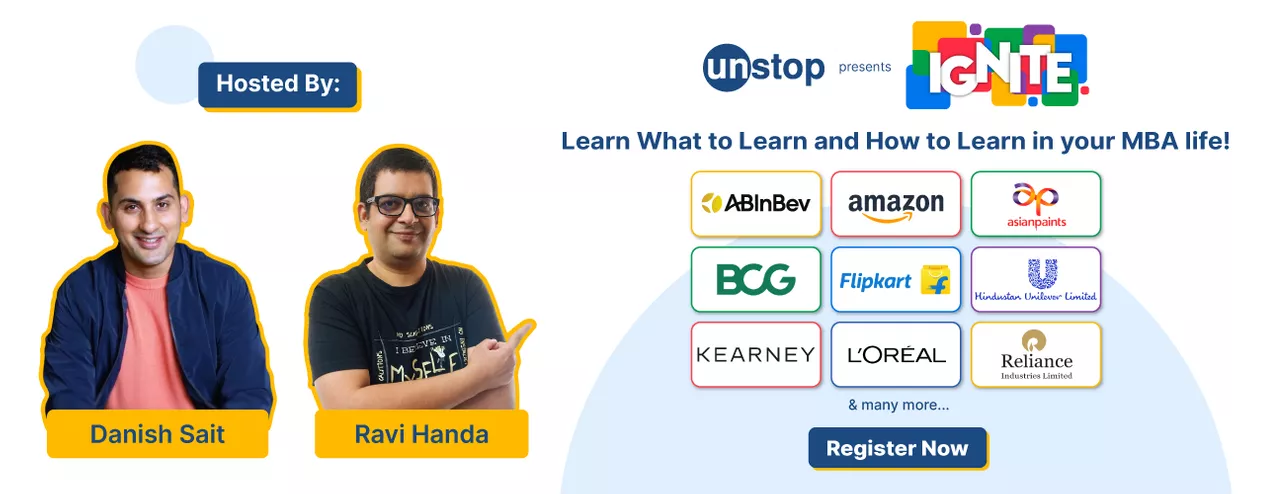 Hosted By:
Danish Sait
Ravi Handa
I BELIEVE IN
MYSELF
CAUTIONS
unstop presents IGNITE
Learn What to Learn and How to Learn in your MBA life!
ABInBev
amazon
ap
asianpaints
BCG
Flipkart
f
U
Hindustan Unilever Limited
KEARNEY
L'ORÉAL
Reliance
Industries Limited
& many more...
Register Now